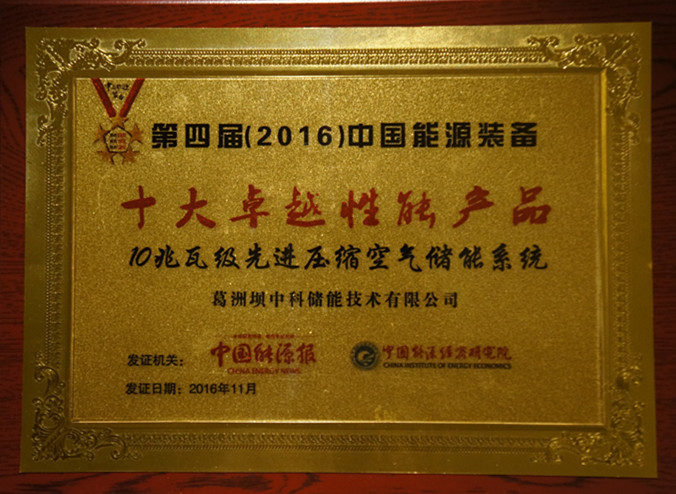 第四届(2016)中国能源装备
十大卓越性能产品
10兆瓦级先进压缩空气储能系统
葛洲坝中科储能技术有限公司
发证机关： 中国能源报 中国能源经济研究院
CHINA ENERGY NEWS CHINA INSTITUTE OF ENERGY ECONOMICS
发证日期：2016年11月